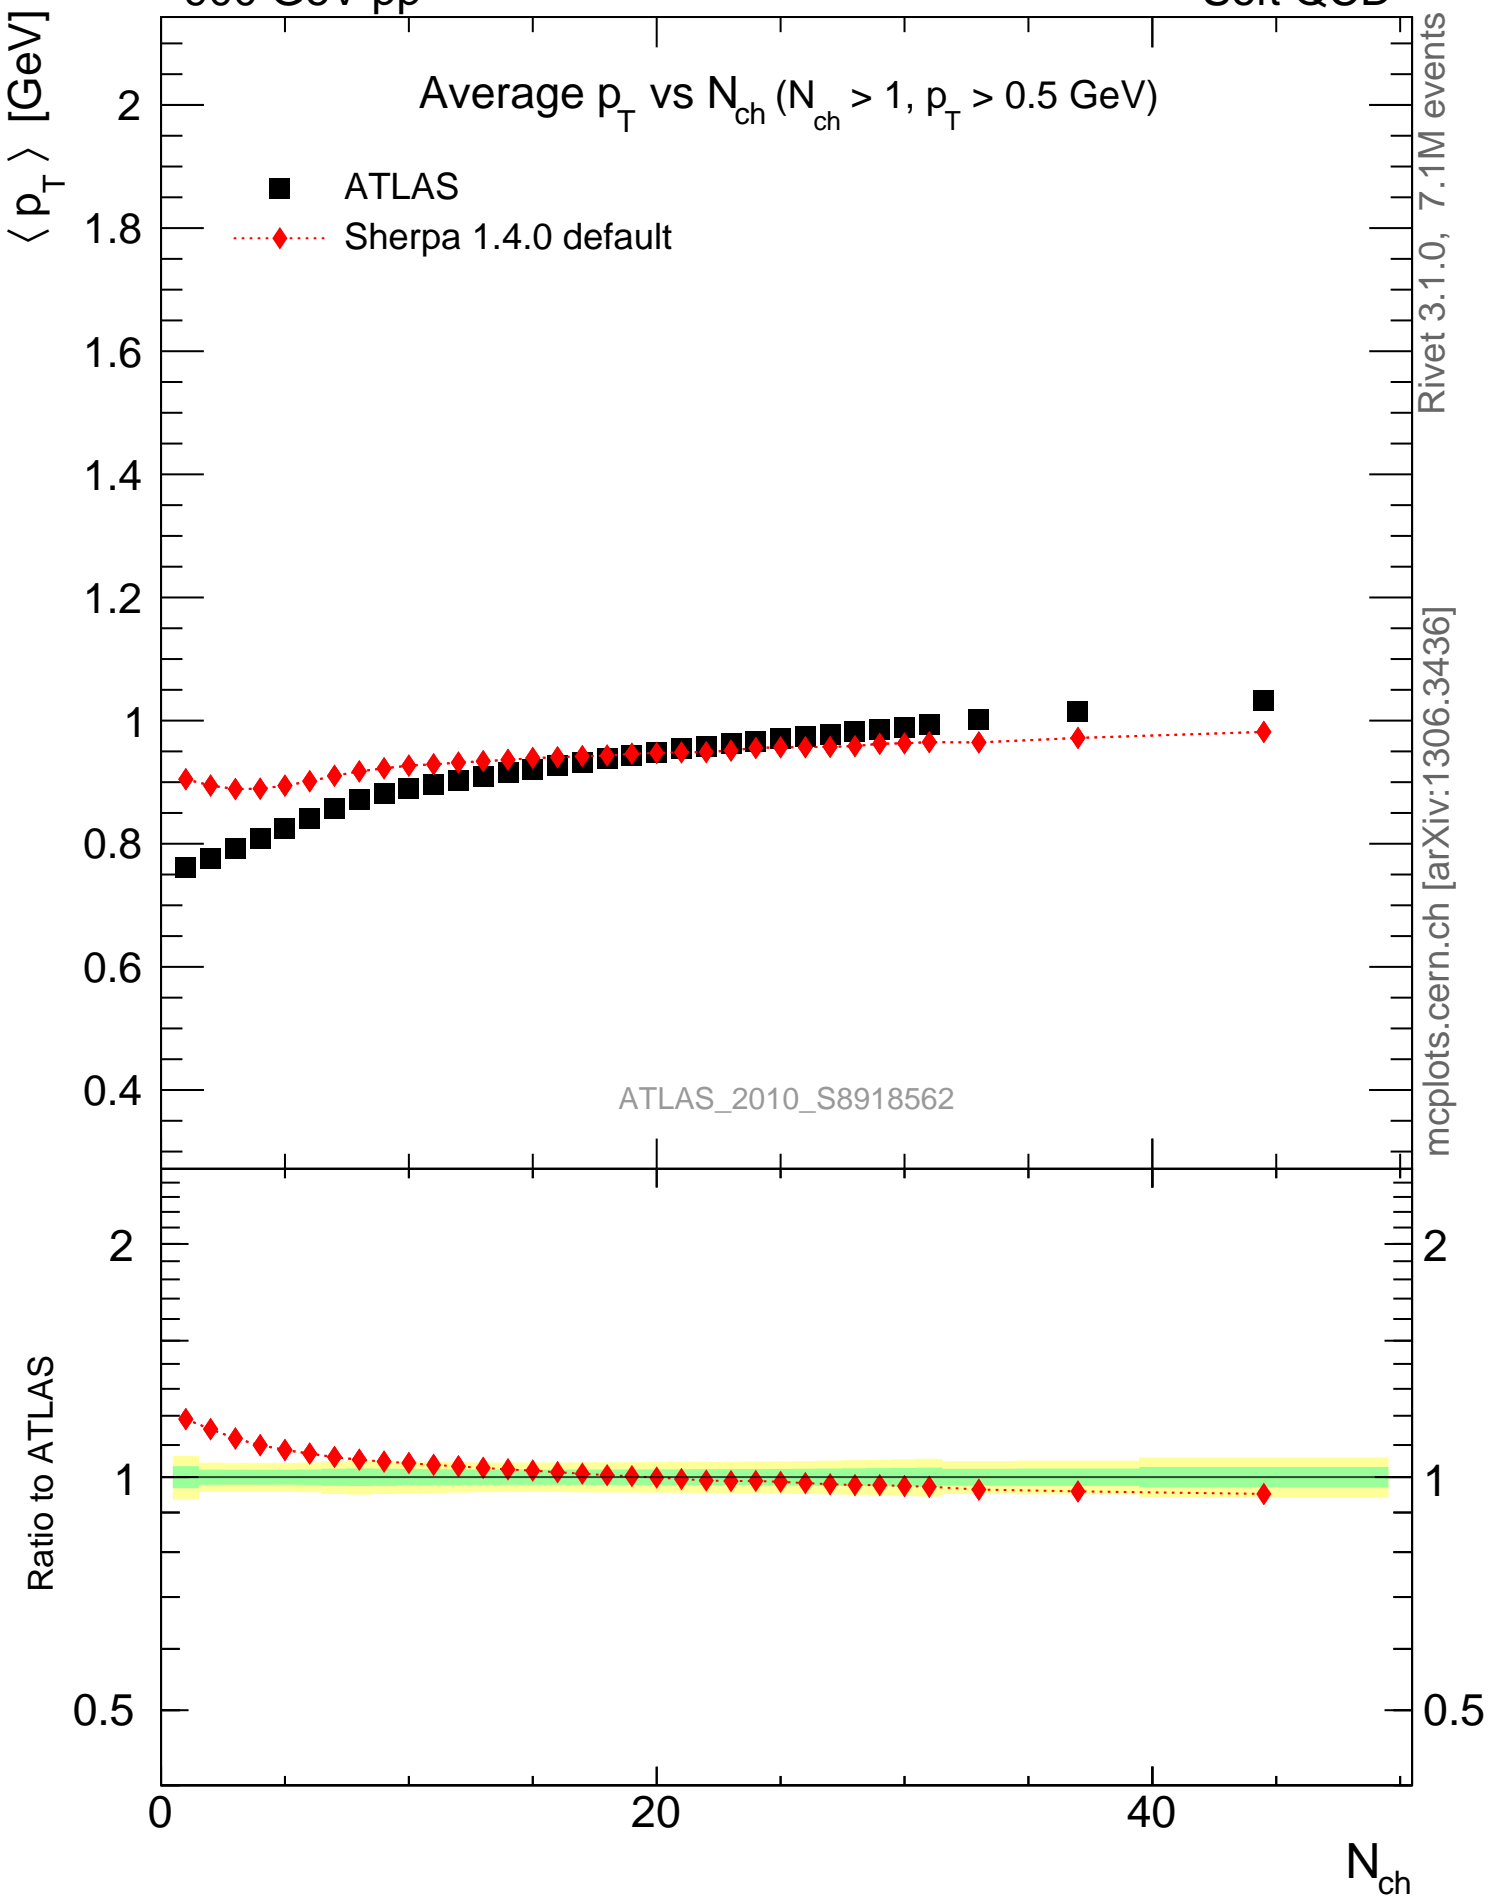 ⟨ p_T ⟩ [GeV]
Average p_T vs N_ch (N_ch > 1, p_T > 0.5 GeV)
ATLAS
Sherpa 1.4.0 default
2
1.8
1.6
1.4
1.2
1
0.8
0.6
0.4
ATLAS_2010_S8918562
Rivet 3.1.0, 7.1M events
mcplots.cern.ch [arXiv:1306.3436]
Ratio to ATLAS
2
1
0.5
2
1
0.5
0
20
40
N_ch